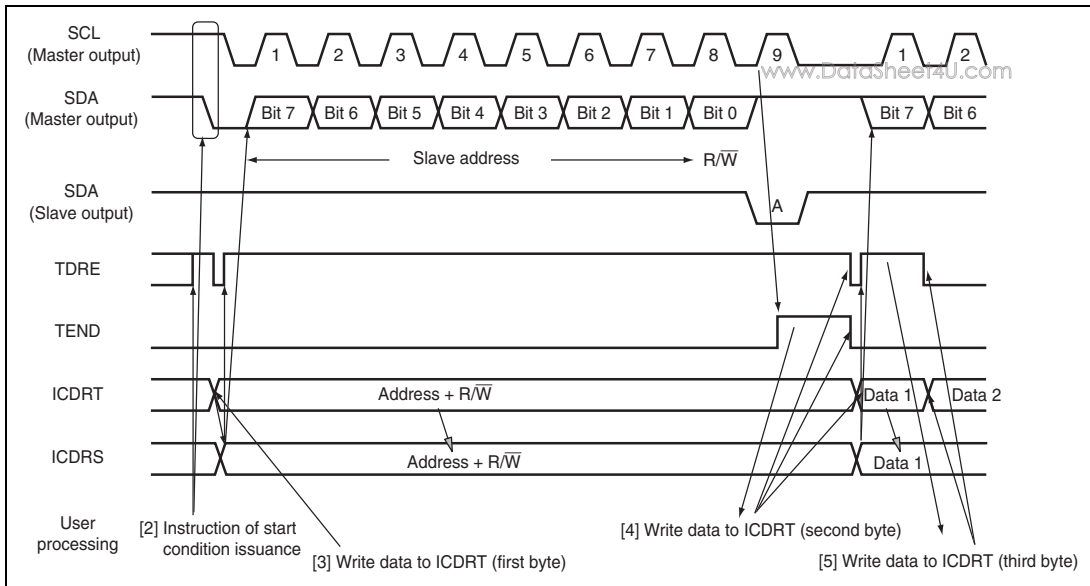 SCL
(Master output)
1 2 3 4 5 6 7 8 9 1 2
www.DataSheet4U.com
SDA
(Master output)
Bit 7 Bit 6 Bit 5 Bit 4 Bit 3 Bit 2 Bit 1 Bit 0 Bit 7 Bit 6
Slave address R/W̅
SDA
(Slave output)
A
TDRE
TEND
ICDRT
Address + R/W̅ Data 1 Data 2
ICDRS
Address + R/W̅ Data 1
User
processing
[2] Instruction of start
condition issuance
[3] Write data to ICDRT (first byte)
[4] Write data to ICDRT (second byte)
[5] Write data to ICDRT (third byte)